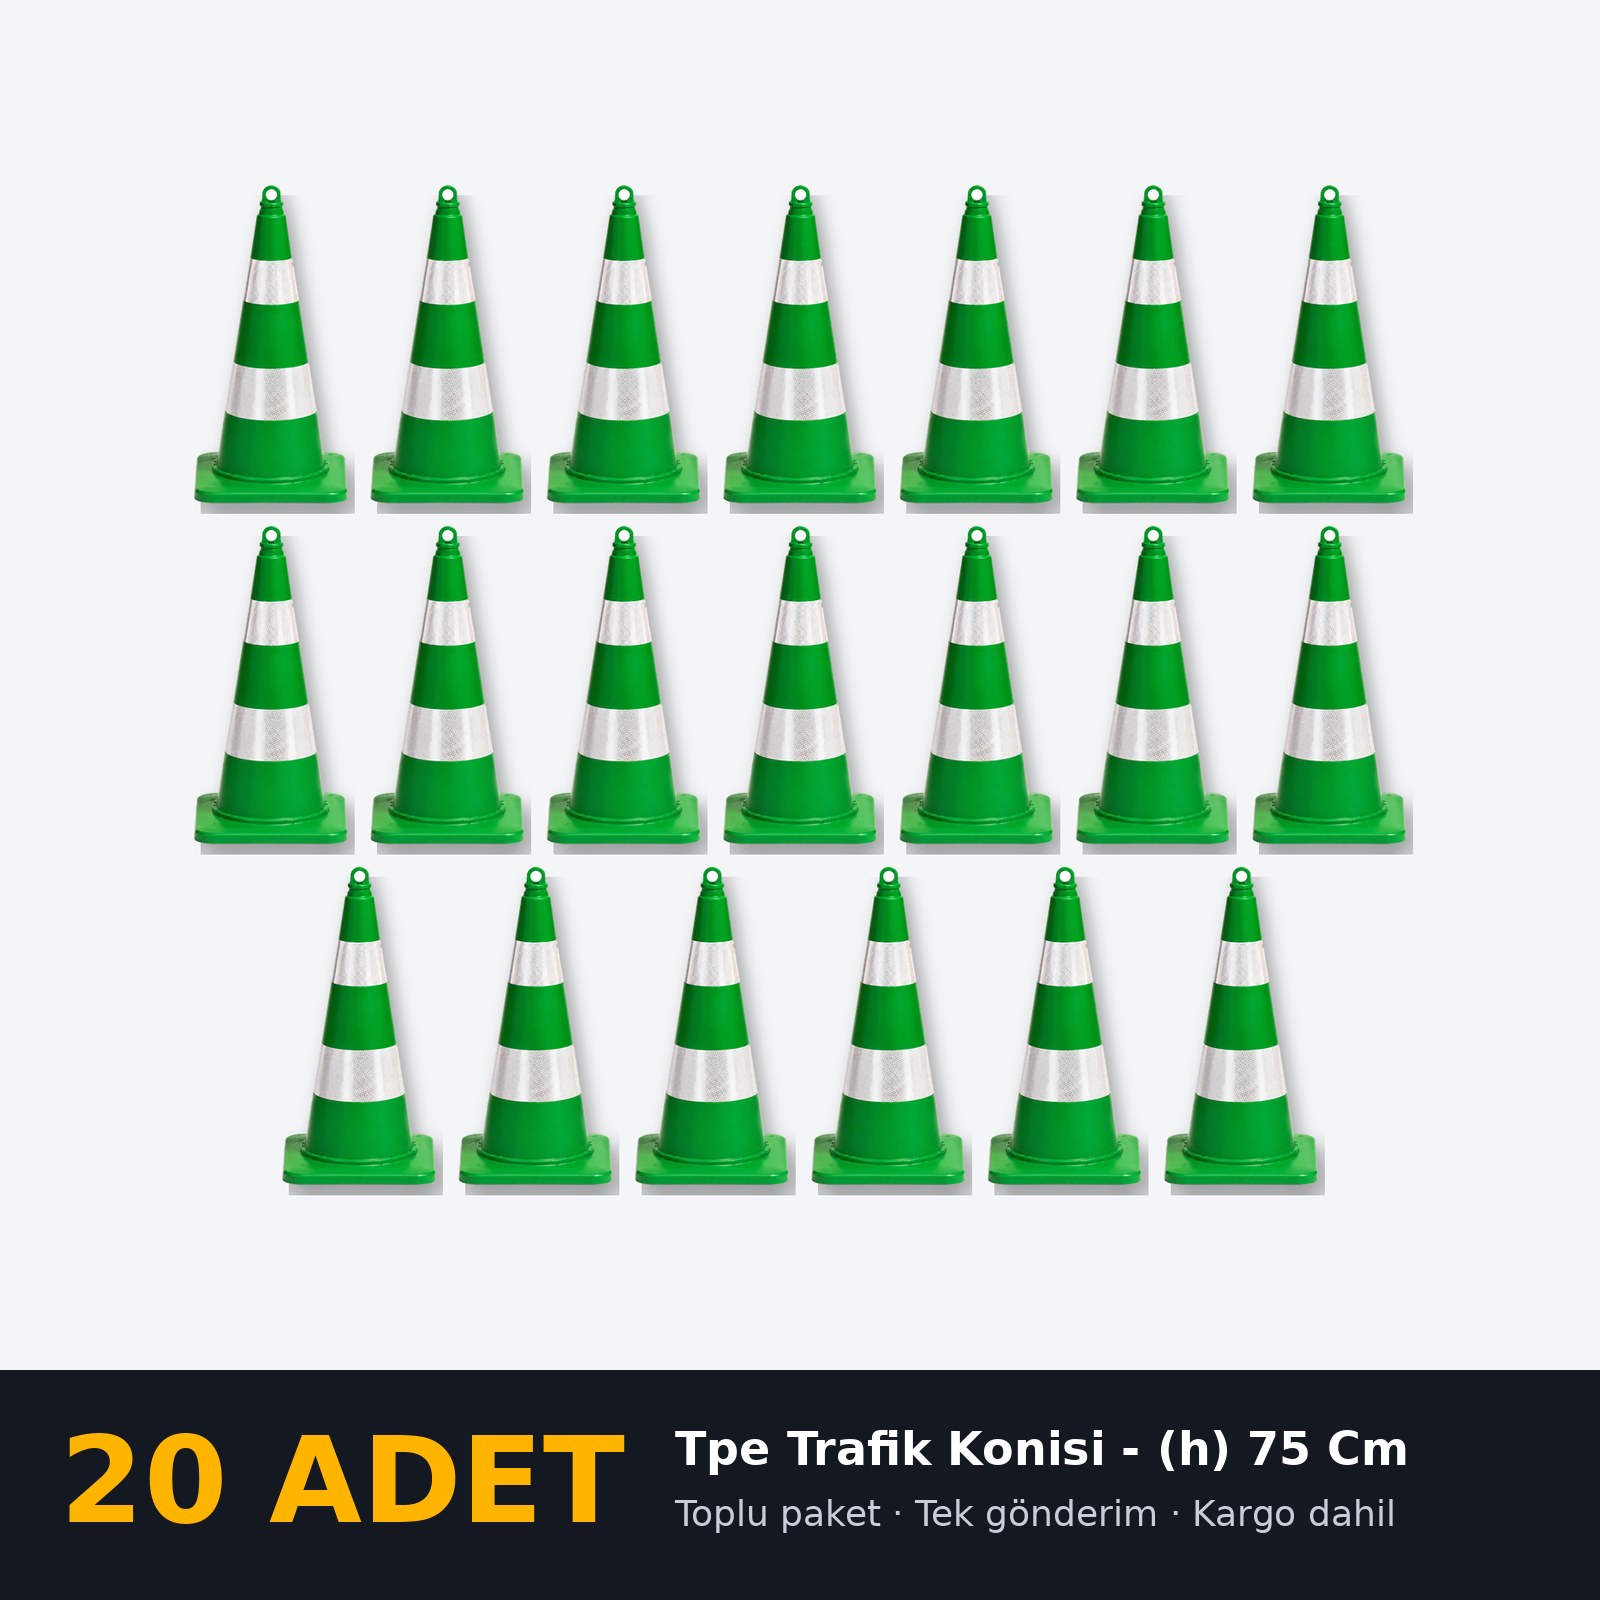 20 ADET
Tpe Trafik Konisi - (h) 75 Cm
Toplu paket · Tek gönderim · Kargo dahil